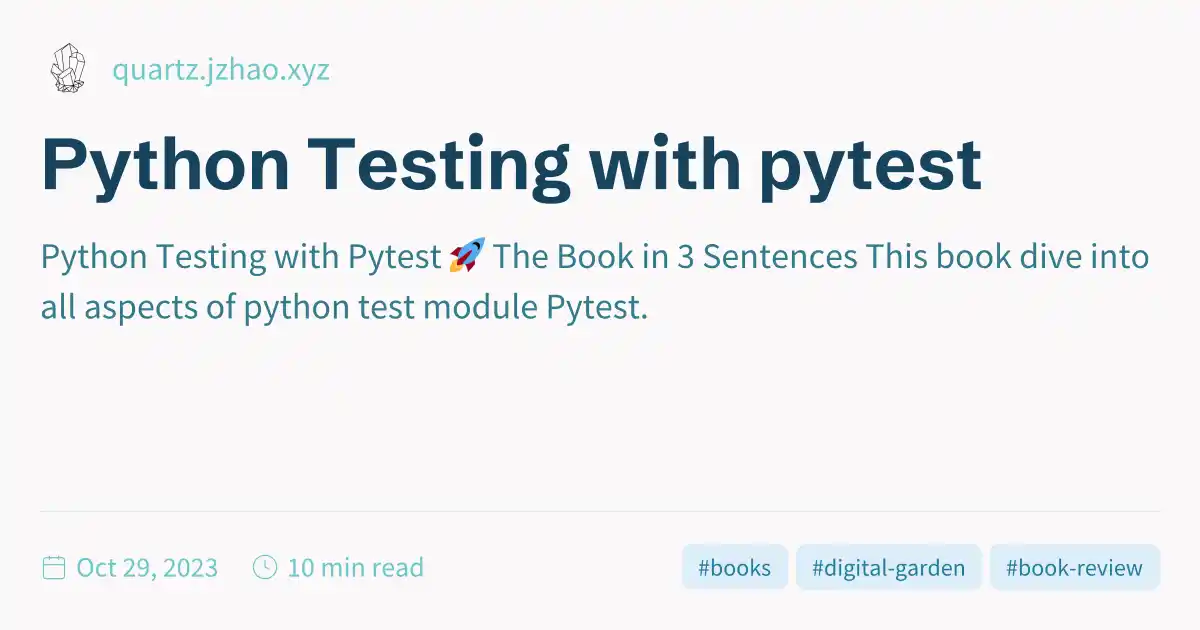 quartz.jzhao.xyz
Python Testing with pytest
Python Testing with Pytest 🚀 The Book in 3 Sentences This book dive into
all aspects of python test module Pytest.
Oct 29, 2023 10 min read #books #digital-garden #book-review